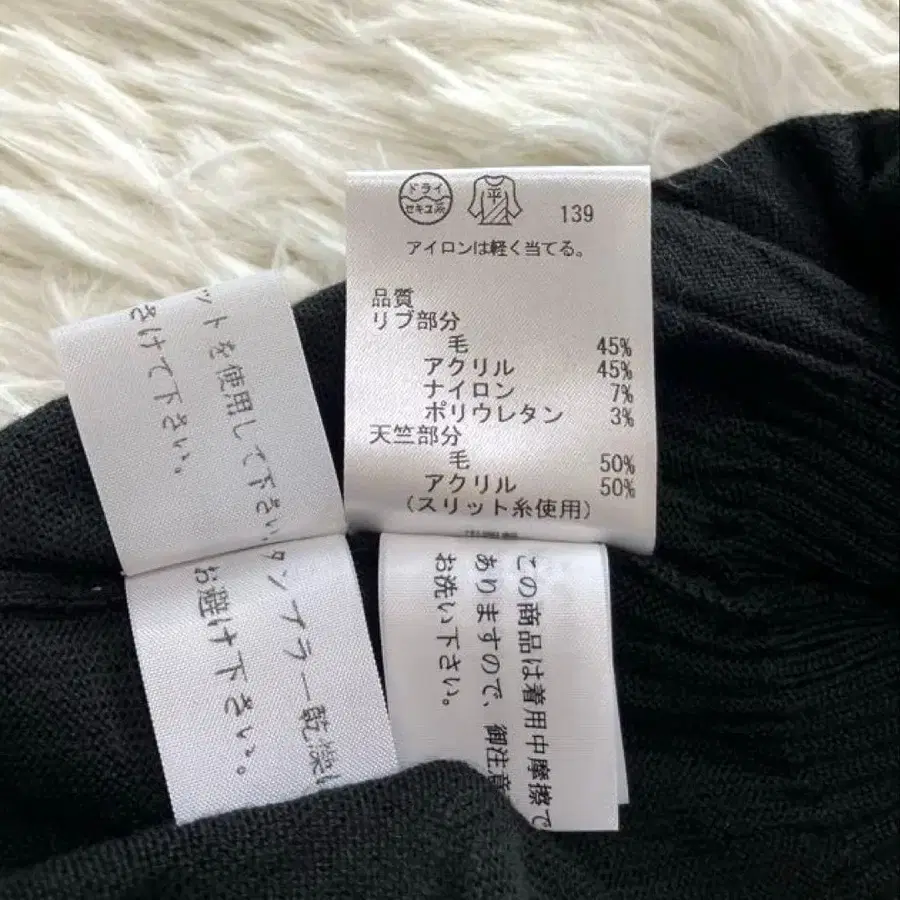 ドライ
セキユ系
平
139
アイロンは軽く当てる。
品質
リブ部分
毛 45%
アクリル 45%
ナイロン 7%
ポリウレタン 3%
天竺部分
毛 50%
アクリル 50%
(スリット糸使用)
ットを使用して下さい。
さけて下さい。
タンブラー乾燥は
お避け下さい。
この商品は着用中摩擦で
ありますので、御注意
お洗い下さい。